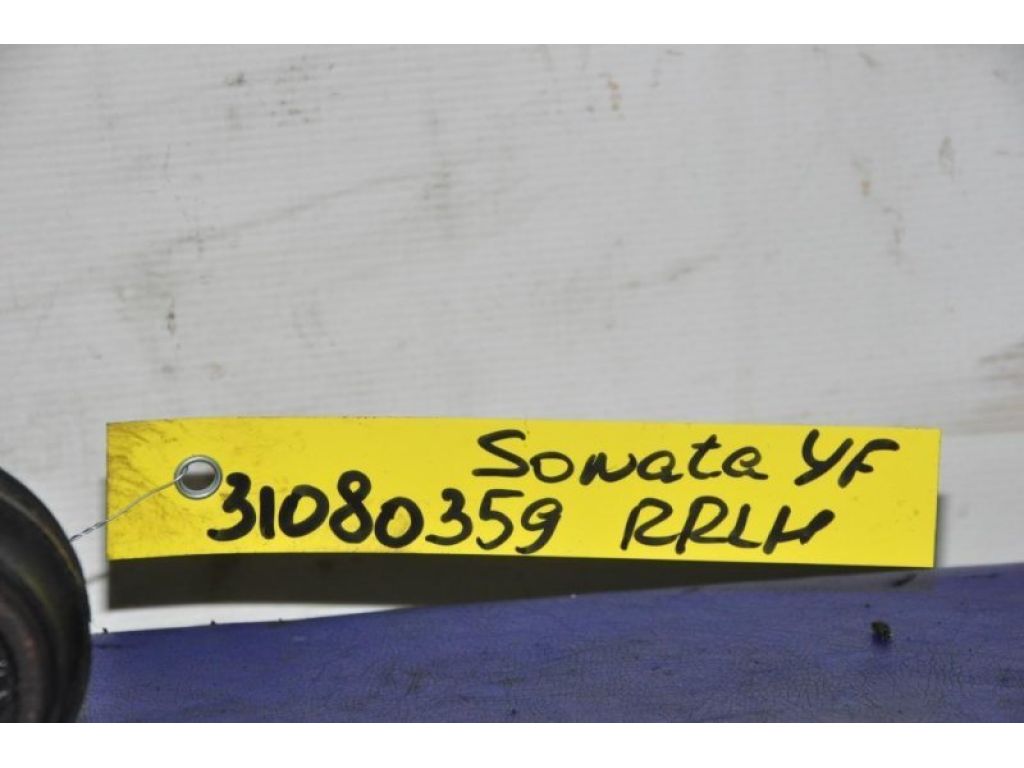 Sonata YF
31080359 RRLH